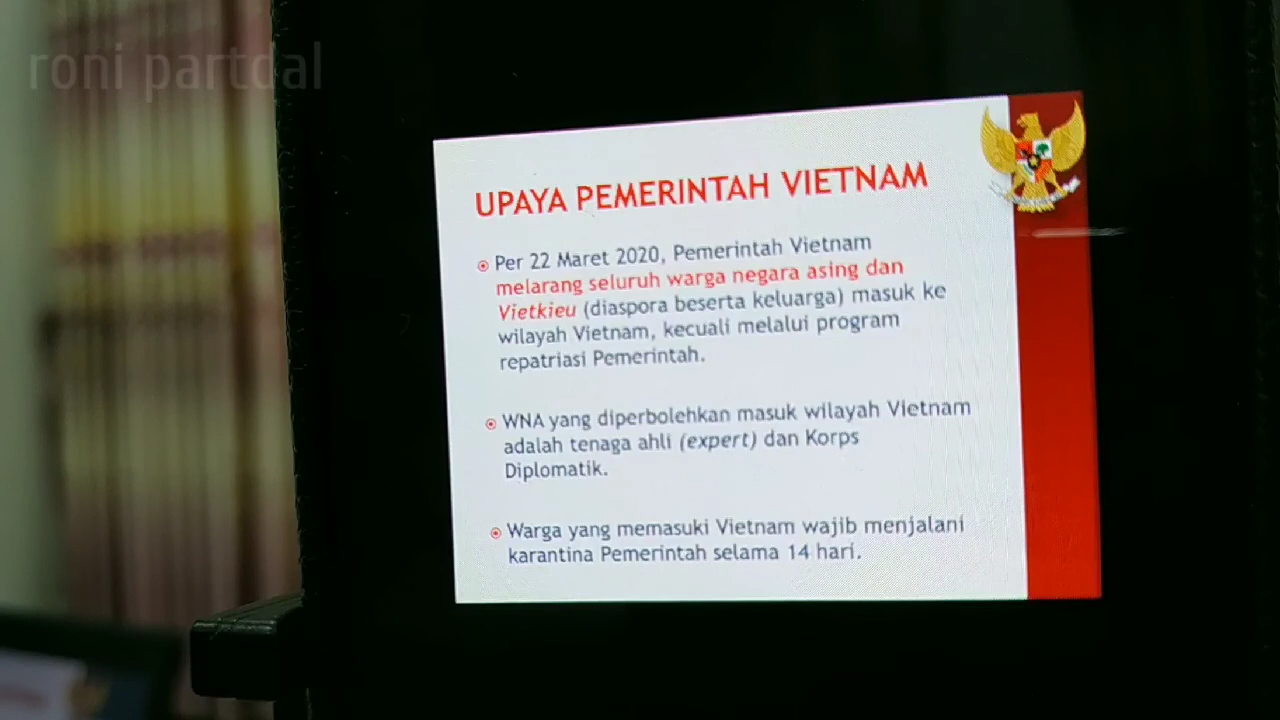 roni partdal
UPAYA PEMERINTAH VIETNAM
Per 22 Maret 2020, Pemerintah Vietnam
melarang seluruh warga negara asing dan
Vietkieu (diaspora beserta keluarga) masuk ke
wilayah Vietnam, kecuali melalui program
repatriasi Pemerintah.
WNA yang diperbolehkan masuk wilayah Vietnam
adalah tenaga ahli (expert) dan Korps
Diplomatik.
Warga yang memasuki Vietnam wajib menjalani
karantina Pemerintah selama 14 hari.